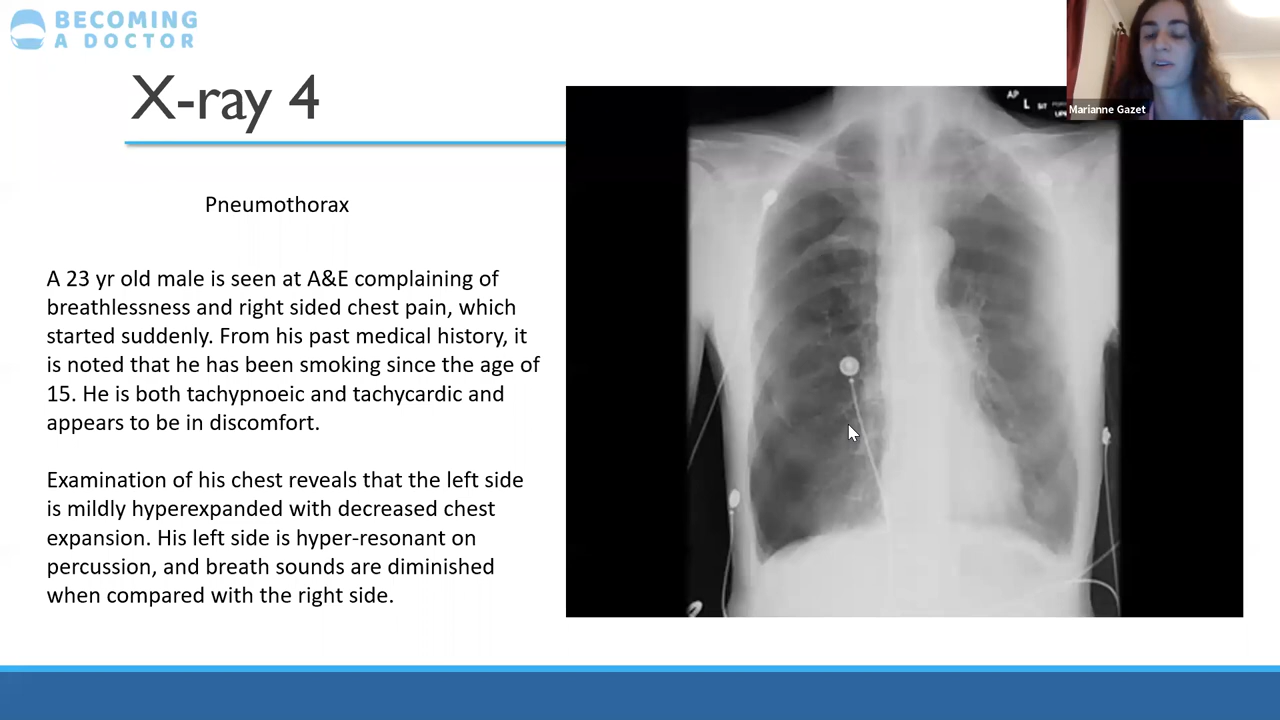 BECOMING
A DOCTOR
X-ray 4
Marianne Gazet
AP
L
Pneumothorax
A 23 yr old male is seen at A&E complaining of
breathlessness and right sided chest pain, which
started suddenly. From his past medical history, it
is noted that he has been smoking since the age of
15. He is both tachypnoeic and tachycardic and
appears to be in discomfort.
Examination of his chest reveals that the left side
is mildly hyperexpanded with decreased chest
expansion. His left side is hyper-resonant on
percussion, and breath sounds are diminished
when compared with the right side.